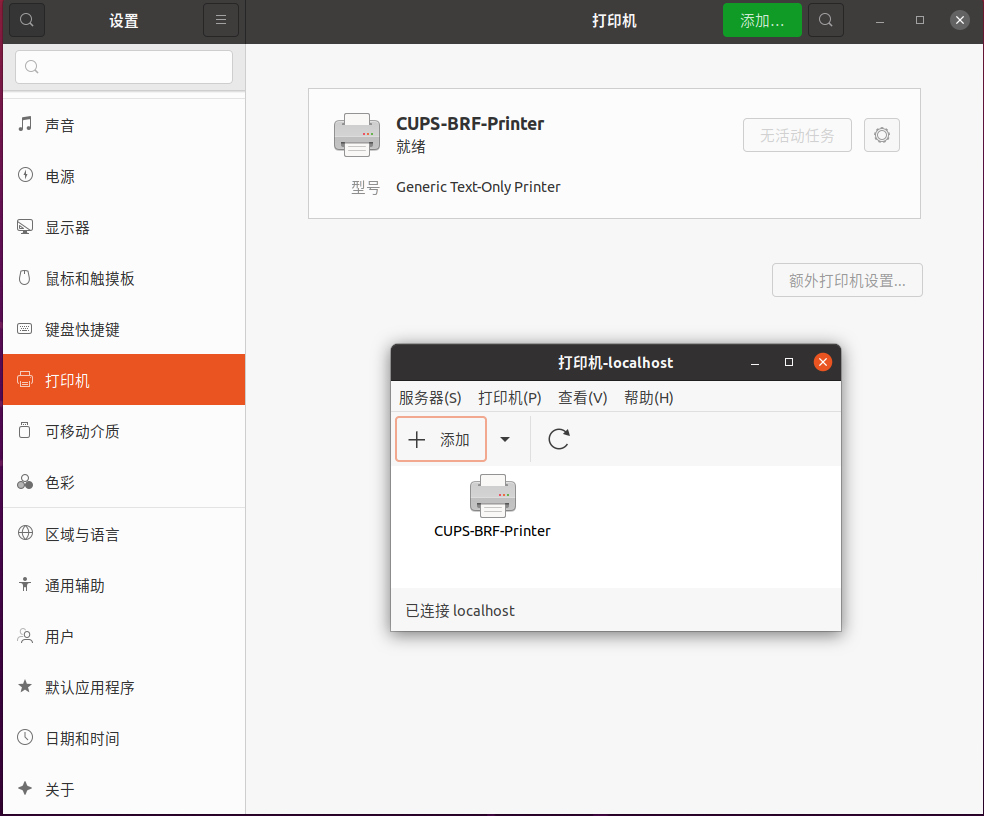 设置
打印机
添加...
声音
电源
显示器
鼠标和触摸板
键盘快捷键
打印机
可移动介质
色彩
区域与语言
通用辅助
用户
默认应用程序
日期和时间
关于
CUPS-BRF-Printer
就绪
无活动任务
型号 Generic Text-Only Printer
额外打印机设置...
打印机-localhost
服务器(S) 打印机(P) 查看(V) 帮助(H)
添加
CUPS-BRF-Printer
已连接 localhost